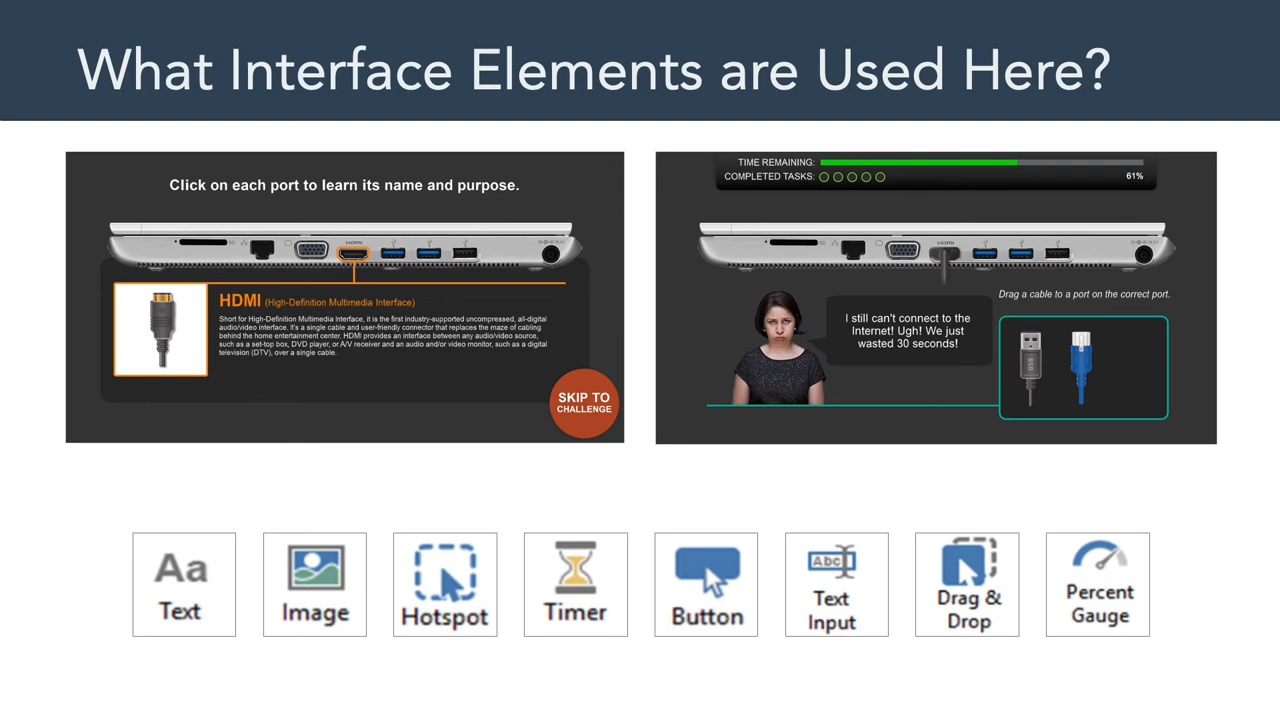 What Interface Elements are Used Here?
Click on each port to learn its name and purpose.
HDMI
HDMI (High-Definition Multimedia Interface)
Short for High-Definition Multimedia Interface, it is the first industry-supported uncompressed, all-digital
audio/video interface. It's a single cable and user-friendly connector that replaces the maze of cabling
behind the home entertainment center. HDMI provides an interface between any audio/video source,
such as a set-top box, DVD player, or A/V receiver and an audio and/or video monitor, such as a digital
television (DTV), over a single cable.
SKIP TO
CHALLENGE
TIME REMAINING:
COMPLETED TASKS:
61%
HDMI
Drag a cable to a port on the correct port.
I still can't connect to the
Internet! Ugh! We just
wasted 30 seconds!
USB
Aa
Text
Image
Hotspot
Timer
Button
Abc
Text
Input
Drag &
Drop
Percent
Gauge